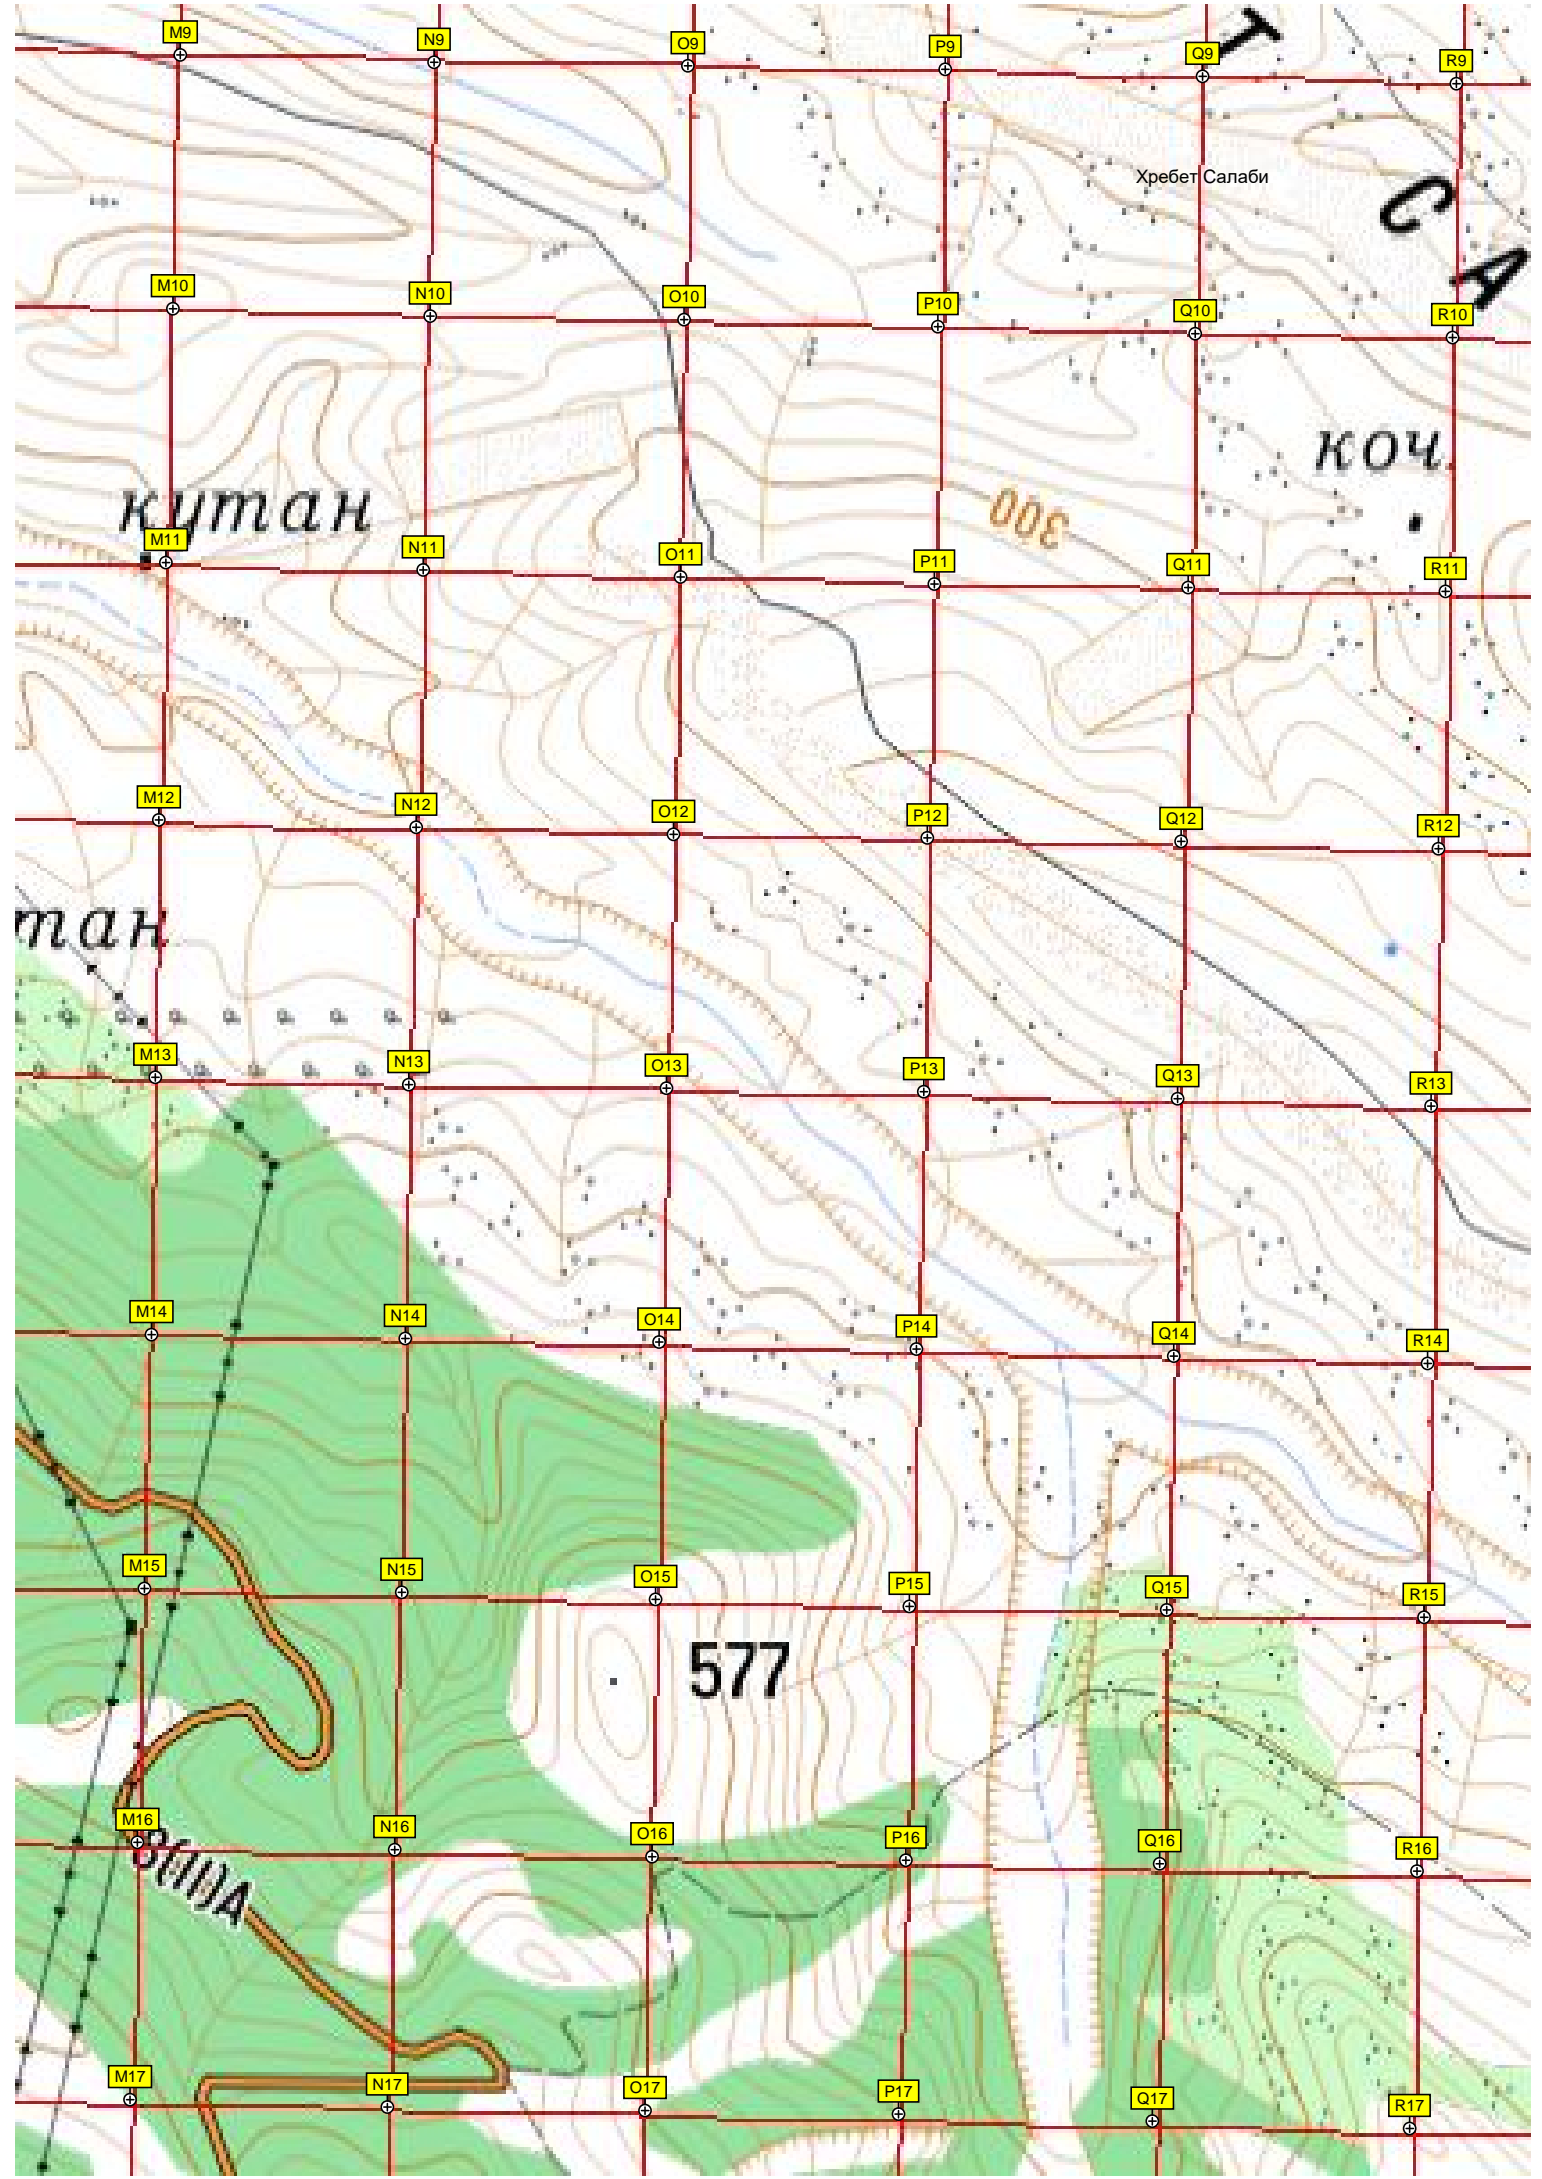 M9 N9 O9 P9 Q9 R9
Т
Хребет Салаби
С
А
M10 N10 O10 P10 Q10 R10
коч.
кутан
300
M11 N11 O11 P11 Q11 R11
M12 N12 O12 P12 Q12 R12
тан
M13 N13 O13 P13 Q13 R13
M14 N14 O14 P14 Q14 R14
M15 N15 O15 P15 Q15 R15
577
M16 N16 O16 P16 Q16 R16
8(11)А
M17 N17 O17 P17 Q17 R17